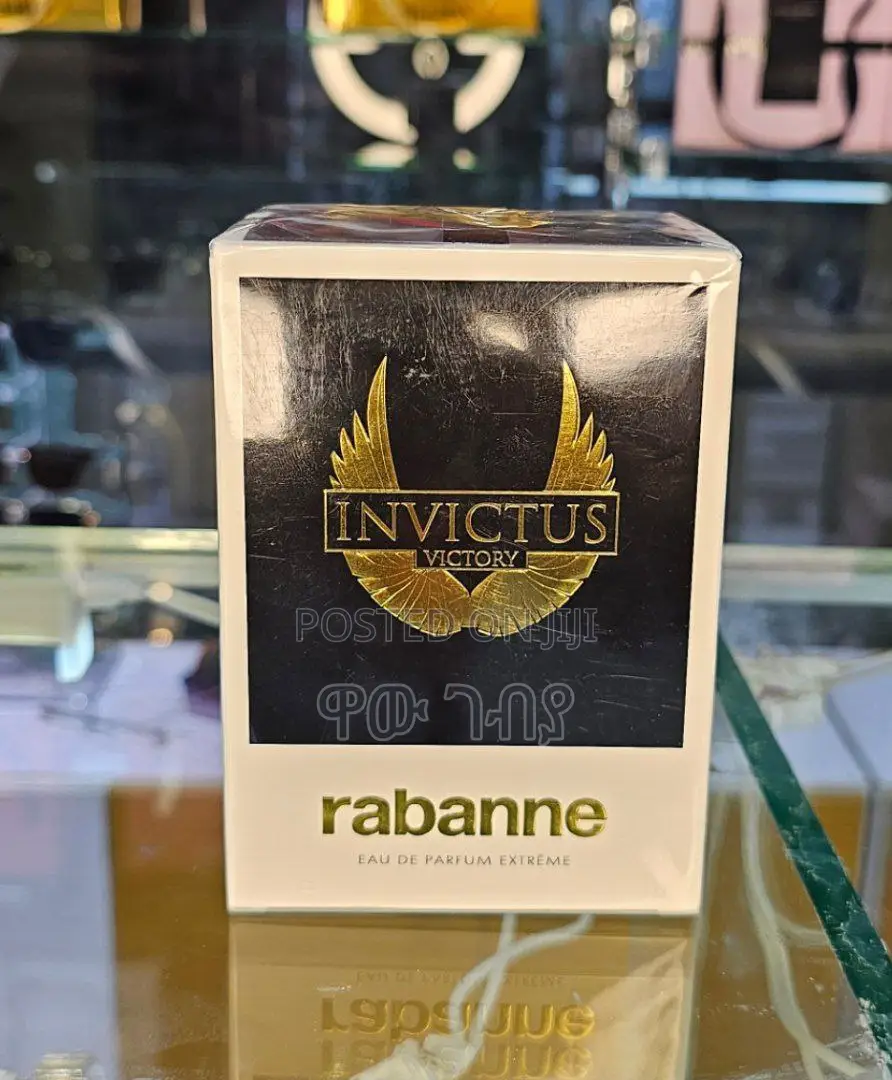 INVICTUS
VICTORY
POSTED ON JIJI
ዋው ገበያ
rabanne
EAU DE PARFUM EXTRÊME